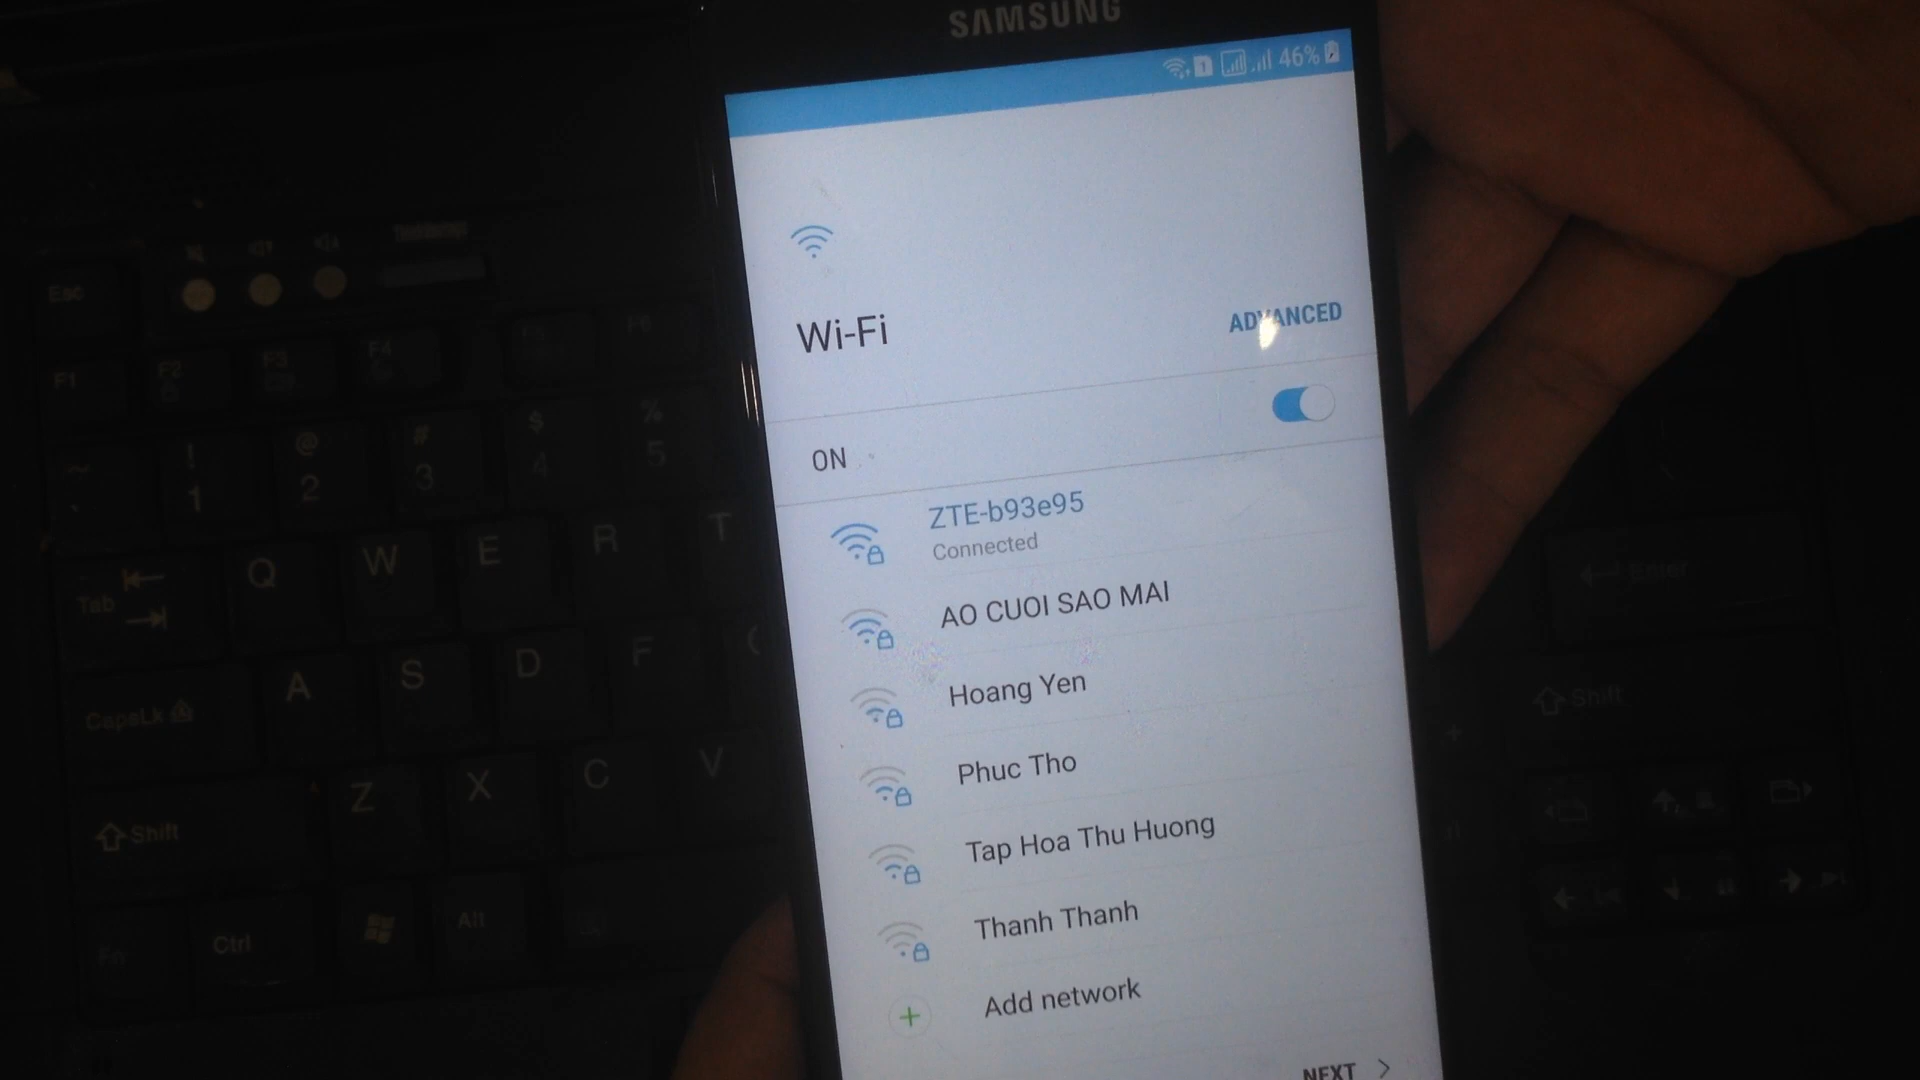 SAMSUNG
46%
Wi-Fi
ADVANCED
ON
ZTE-b93e95
Connected
AO CUOI SAO MAI
Hoang Yen
Phuc Tho
Tap Hoa Thu Huong
Thanh Thanh
Add network
NEXT
Esc
F1 F2 F3 F4
~ ! @ # $ %
1 2 3 4 5
Tab Q W E R T
Enter
CapsLk A S D F
Shift Z X C V
Shift
Fn Ctrl Alt